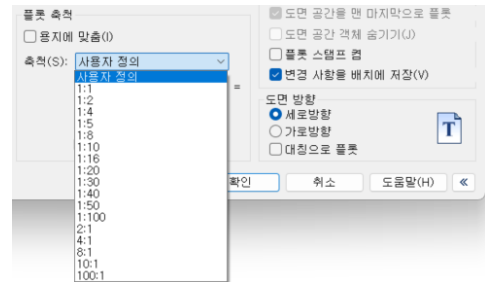 플롯 축척
용지에 맞춤(I)
축척(S): 사용자 정의
사용자 정의
1:1
1:2
1:4
1:5
1:8
1:10
1:16
1:20
1:30
1:40
1:50
1:100
2:1
4:1
8:1
10:1
100:1
=
도면 공간을 맨 마지막으로 플롯
도면 공간 객체 숨기기(J)
플롯 스탬프 켬
변경 사항을 배치에 저장(V)
도면 방향
세로방향
가로방향
대칭으로 플롯
T
확인 취소 도움말(H) «